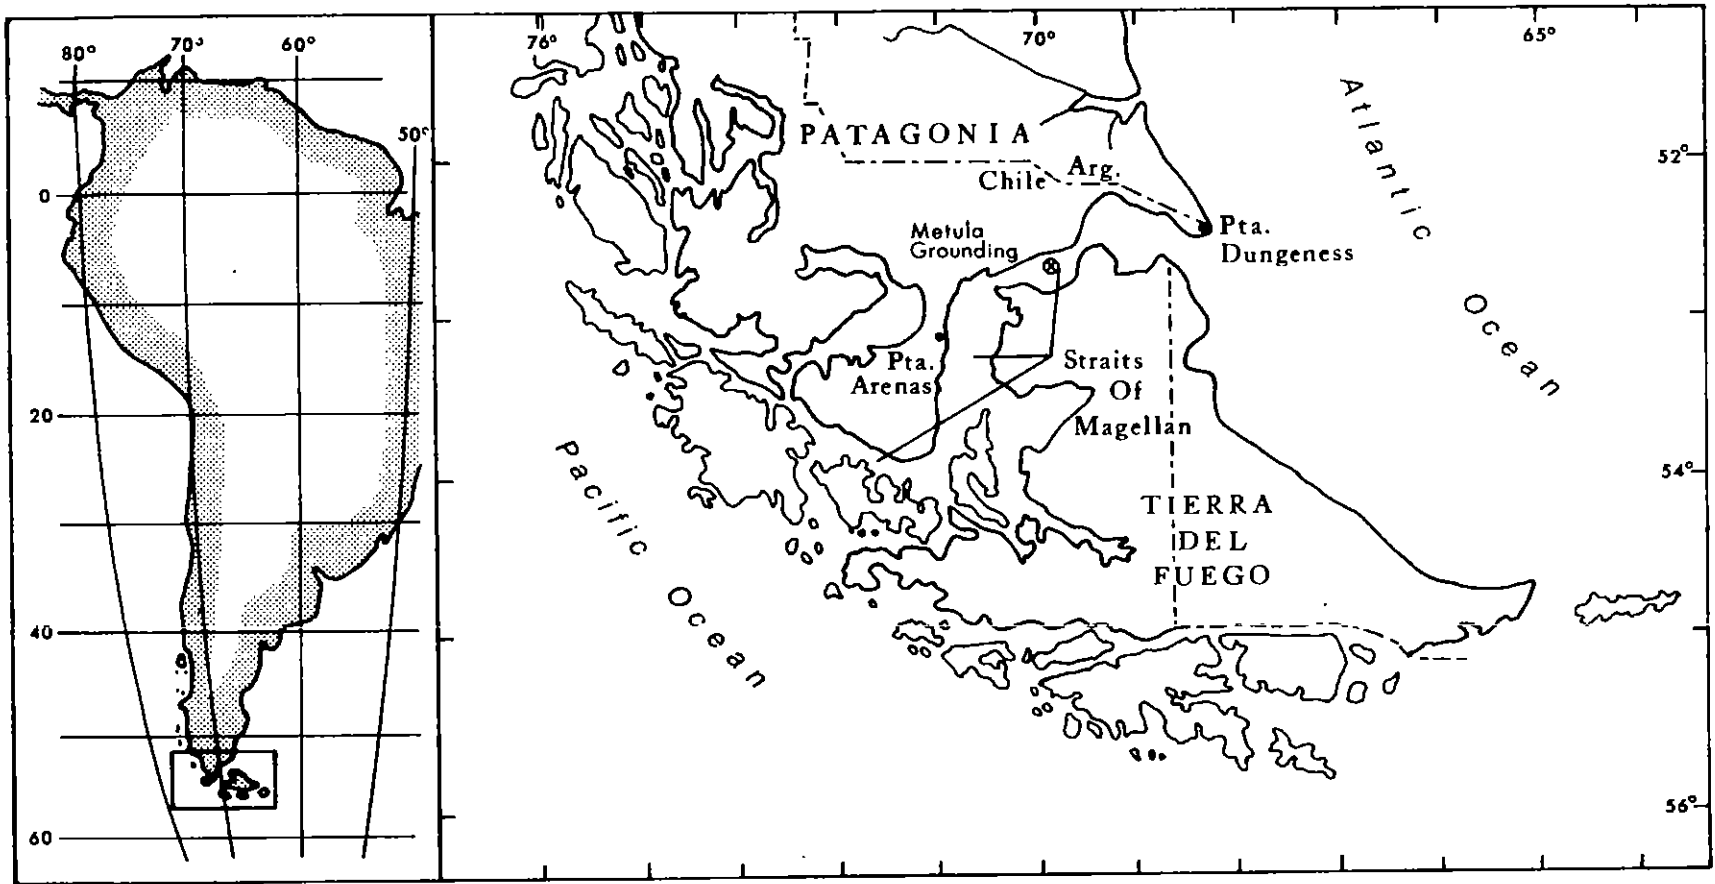 80°
70°
60°
50°
0
20
40
60
76°
70°
65°
52°
54°
56°
PATAGONIA
Arg.
Chile
Metula
Grounding
Pta.
Dungeness
Pta.
Arenas
Straits
Of
Magellan
TIERRA
DEL
FUEGO
Atlantic
Ocean
Pacific
Ocean